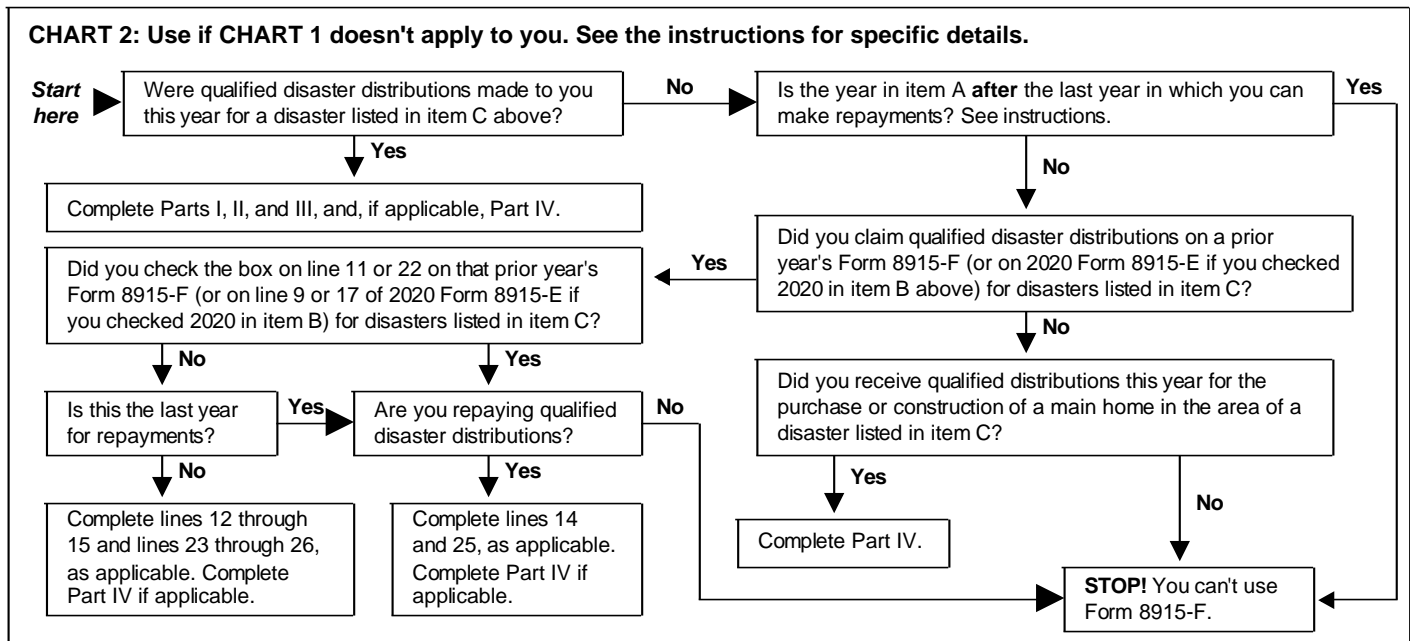 CHART 2: Use if CHART 1 doesn't apply to you. See the instructions for specific details.
Start
here
Were qualified disaster distributions made to you
this year for a disaster listed in item C above?
No
Is the year in item A after the last year in which you can
make repayments? See instructions.
Yes
Yes
No
Complete Parts I, II, and III, and, if applicable, Part IV.
Did you claim qualified disaster distributions on a prior
year's Form 8915-F (or on 2020 Form 8915-E if you checked
2020 in item B above) for disasters listed in item C?
Yes
Did you check the box on line 11 or 22 on that prior year's
Form 8915-F (or on line 9 or 17 of 2020 Form 8915-E if
you checked 2020 in item B) for disasters listed in item C?
No
No
Yes
Did you receive qualified distributions this year for the
purchase or construction of a main home in the area of a
disaster listed in item C?
Is this the last year
for repayments?
Yes
Are you repaying qualified
disaster distributions?
No
No
Yes
Yes
No
Complete lines 12 through
15 and lines 23 through 26,
as applicable. Complete
Part IV if applicable.
Complete lines 14
and 25, as applicable.
Complete Part IV if
applicable.
Complete Part IV.
STOP! You can't use
Form 8915-F.